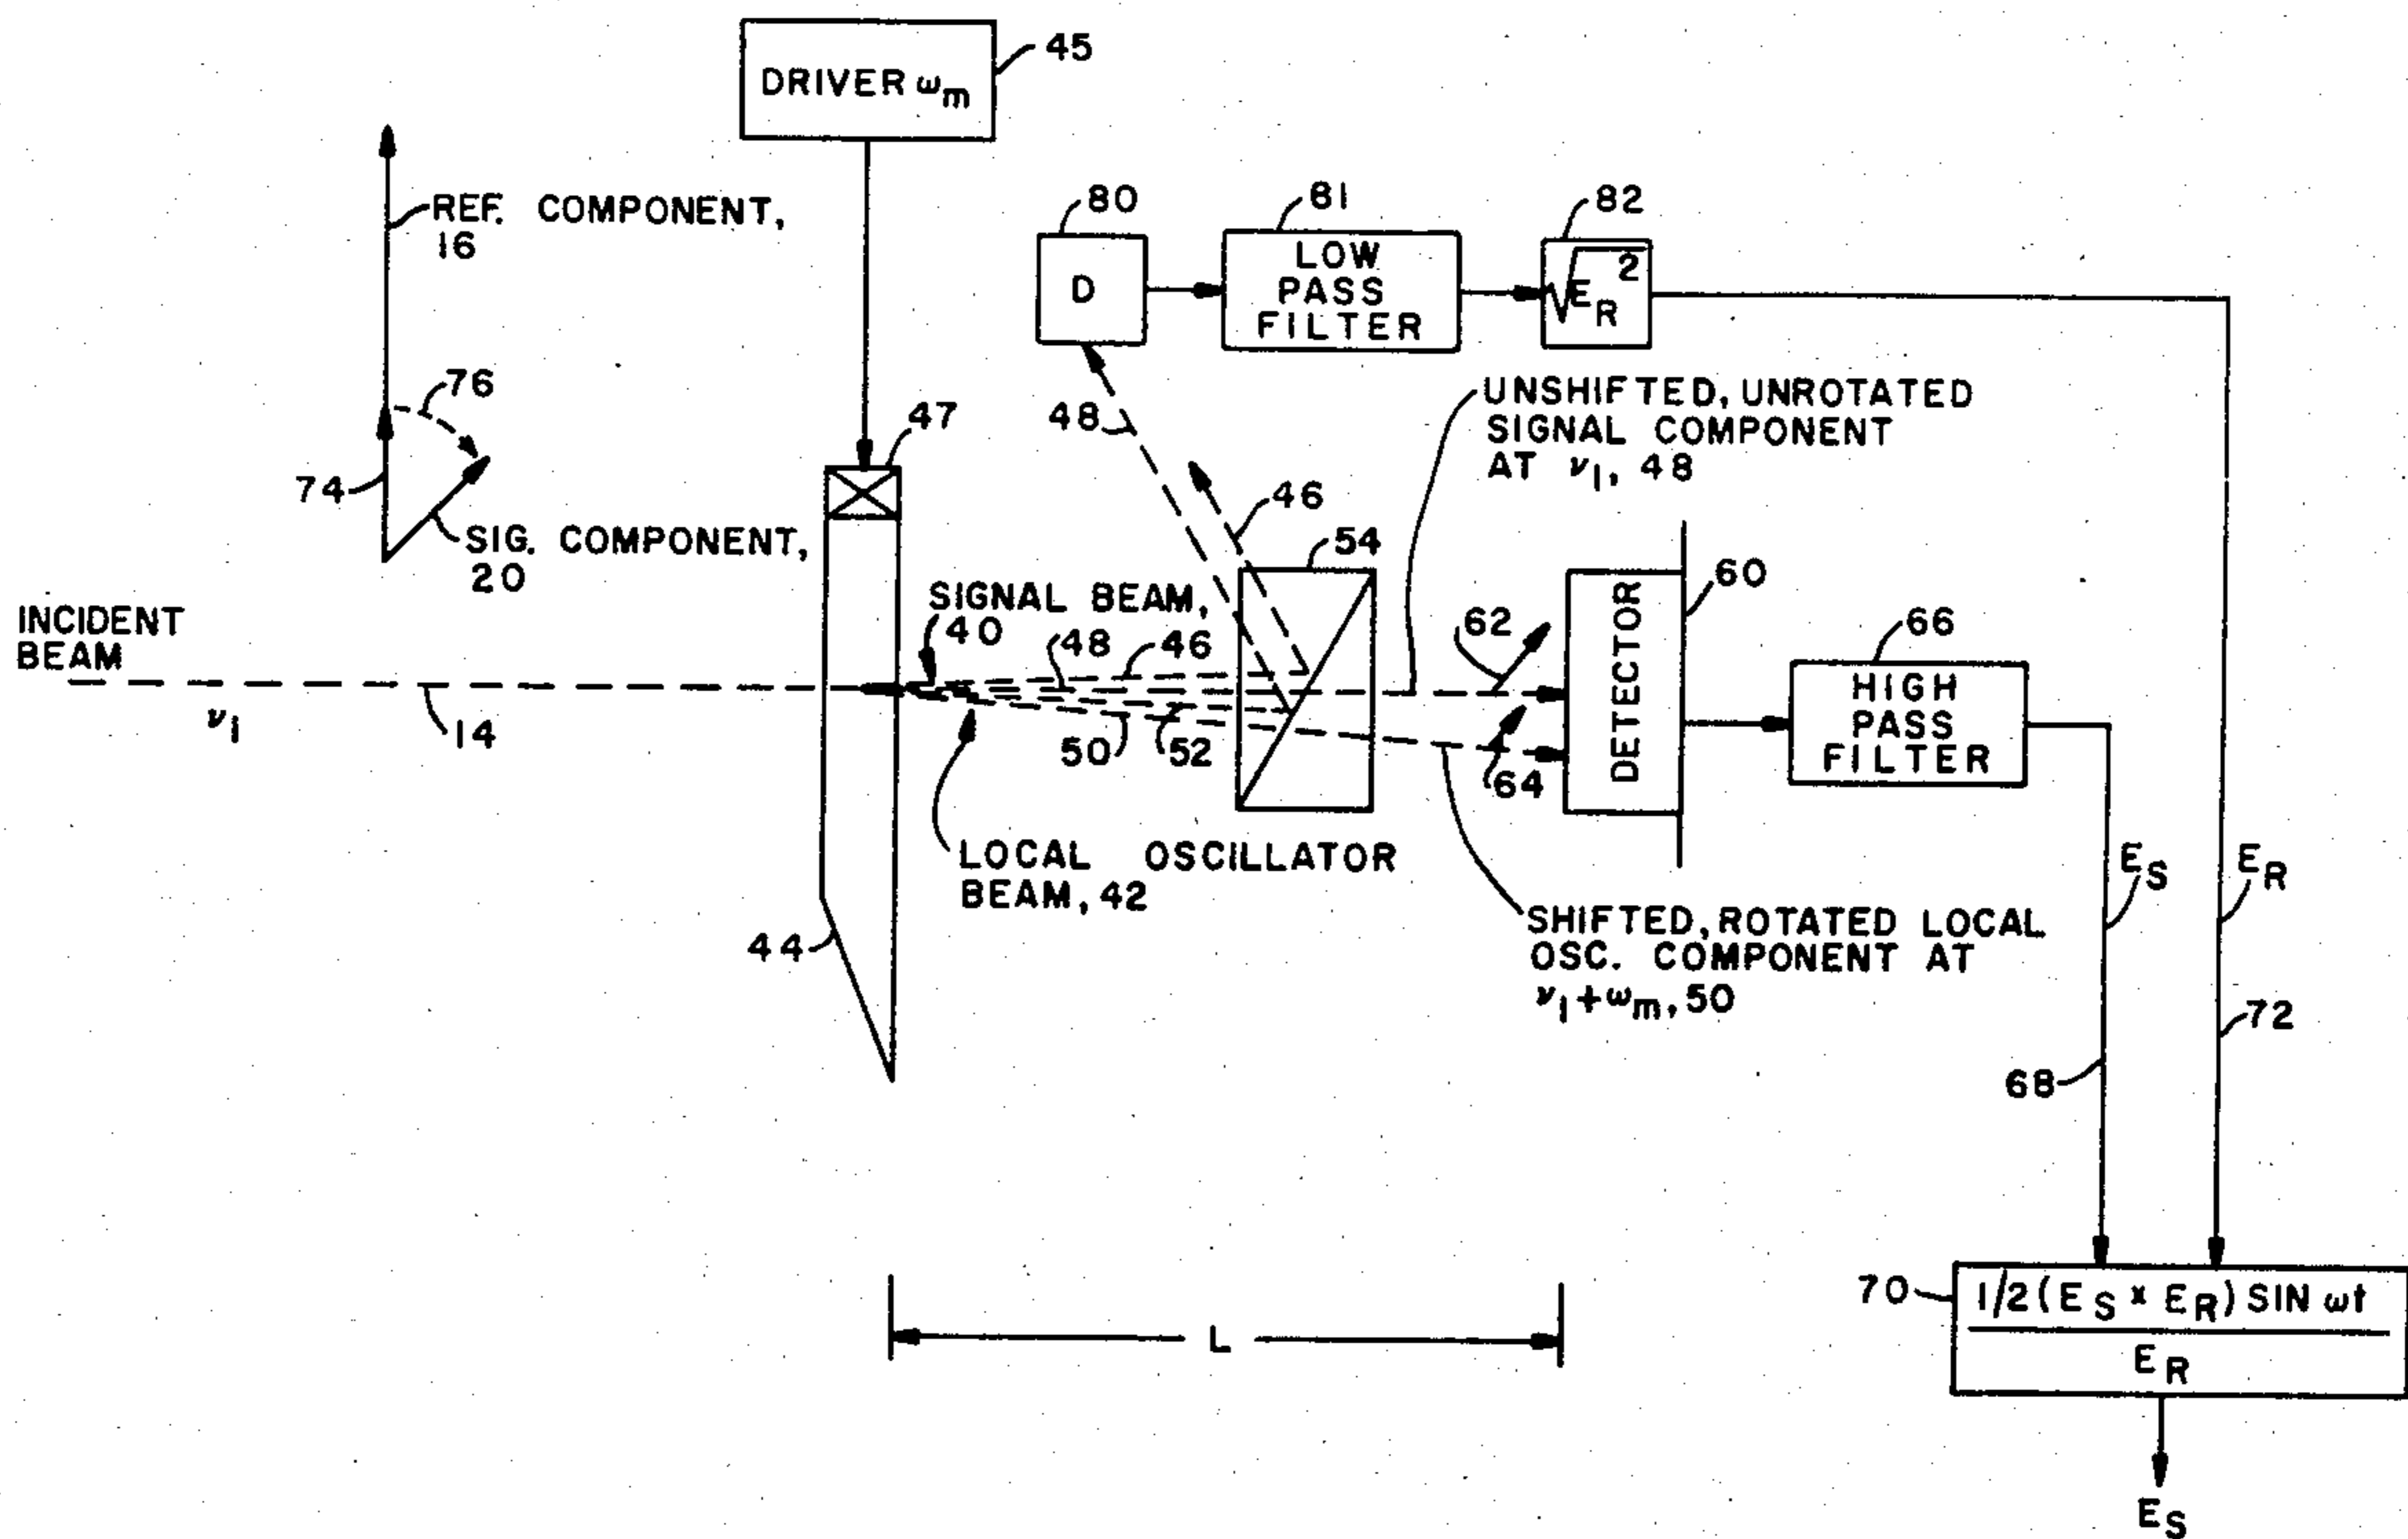 DRIVER ωm
45
REF. COMPONENT,
16
76
74
SIG. COMPONENT,
20
47
80
D
81
LOW
PASS
FILTER
82
√ER²
48
46
54
UNSHIFTED, UNROTATED
SIGNAL COMPONENT
AT ν1, 48
INCIDENT
BEAM
ν1
14
SIGNAL BEAM,
40
48
46
50
52
LOCAL OSCILLATOR
BEAM, 42
44
62
64
DETECTOR
60
66
HIGH
PASS
FILTER
SHIFTED, ROTATED LOCAL
OSC. COMPONENT AT
ν1+ωm, 50
ES
ER
68
72
L
70
1/2 (ES × ER) SIN ωt
ER
ES